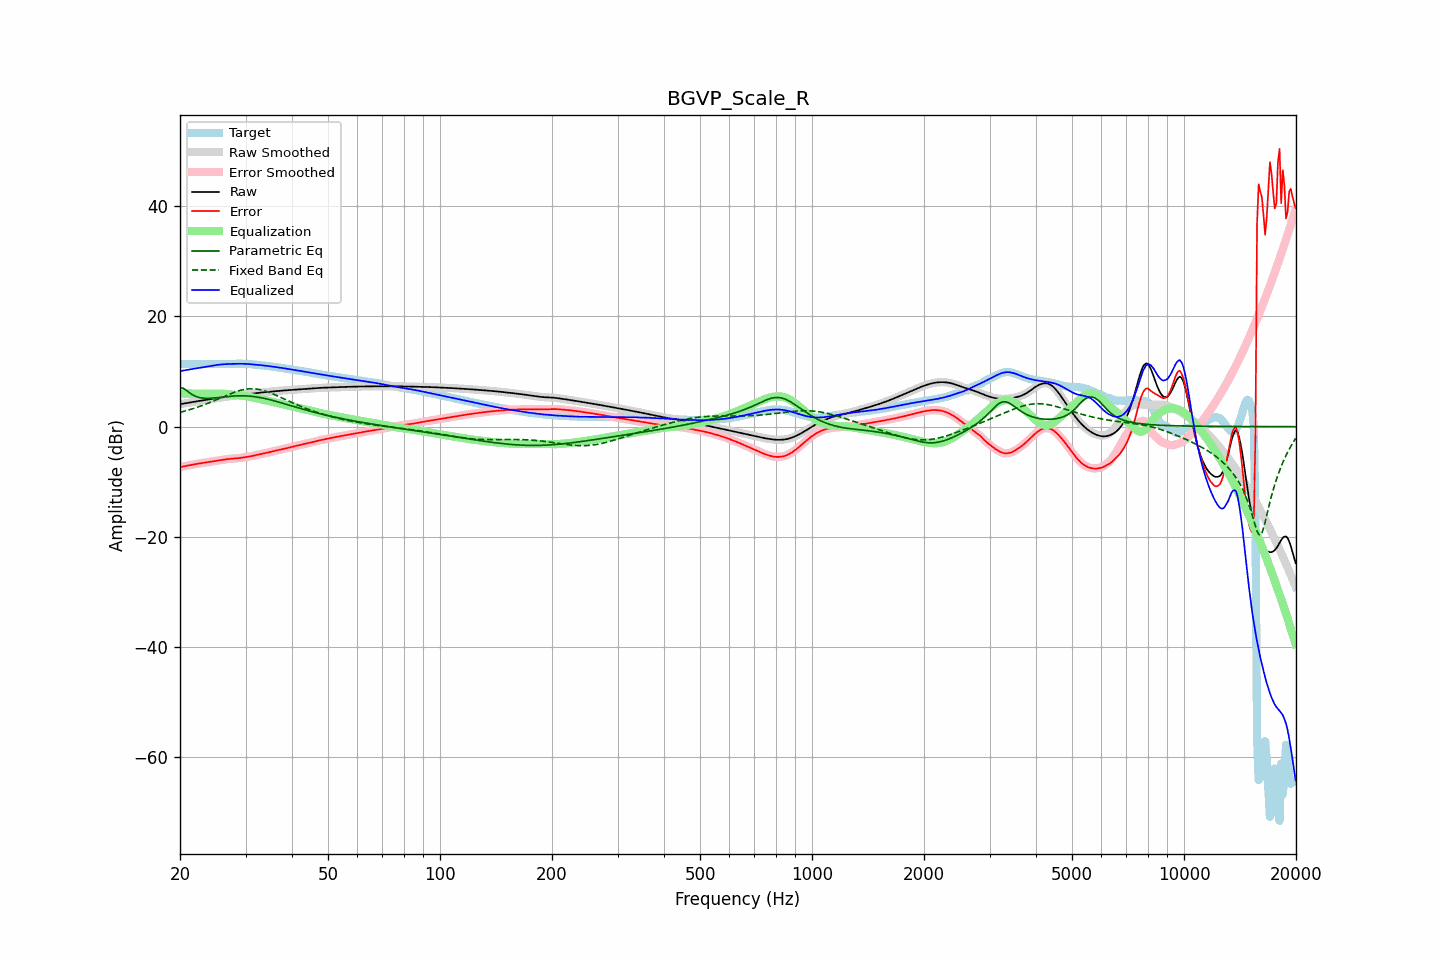 BGVP_Scale_R
Target
Raw Smoothed
Error Smoothed
Raw
Error
Equalization
Parametric Eq
Fixed Band Eq
Equalized
40
20
0
−20
−40
−60
Amplitude (dBr)
20 50 100 200 500 1000 2000 5000 10000 20000
Frequency (Hz)